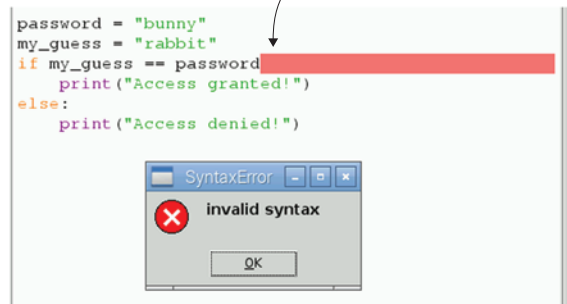 password = "bunny"
my_guess = "rabbit"
if my_guess == password
    print("Access granted!")
else:
    print("Access denied!")
SyntaxError
invalid syntax
OK